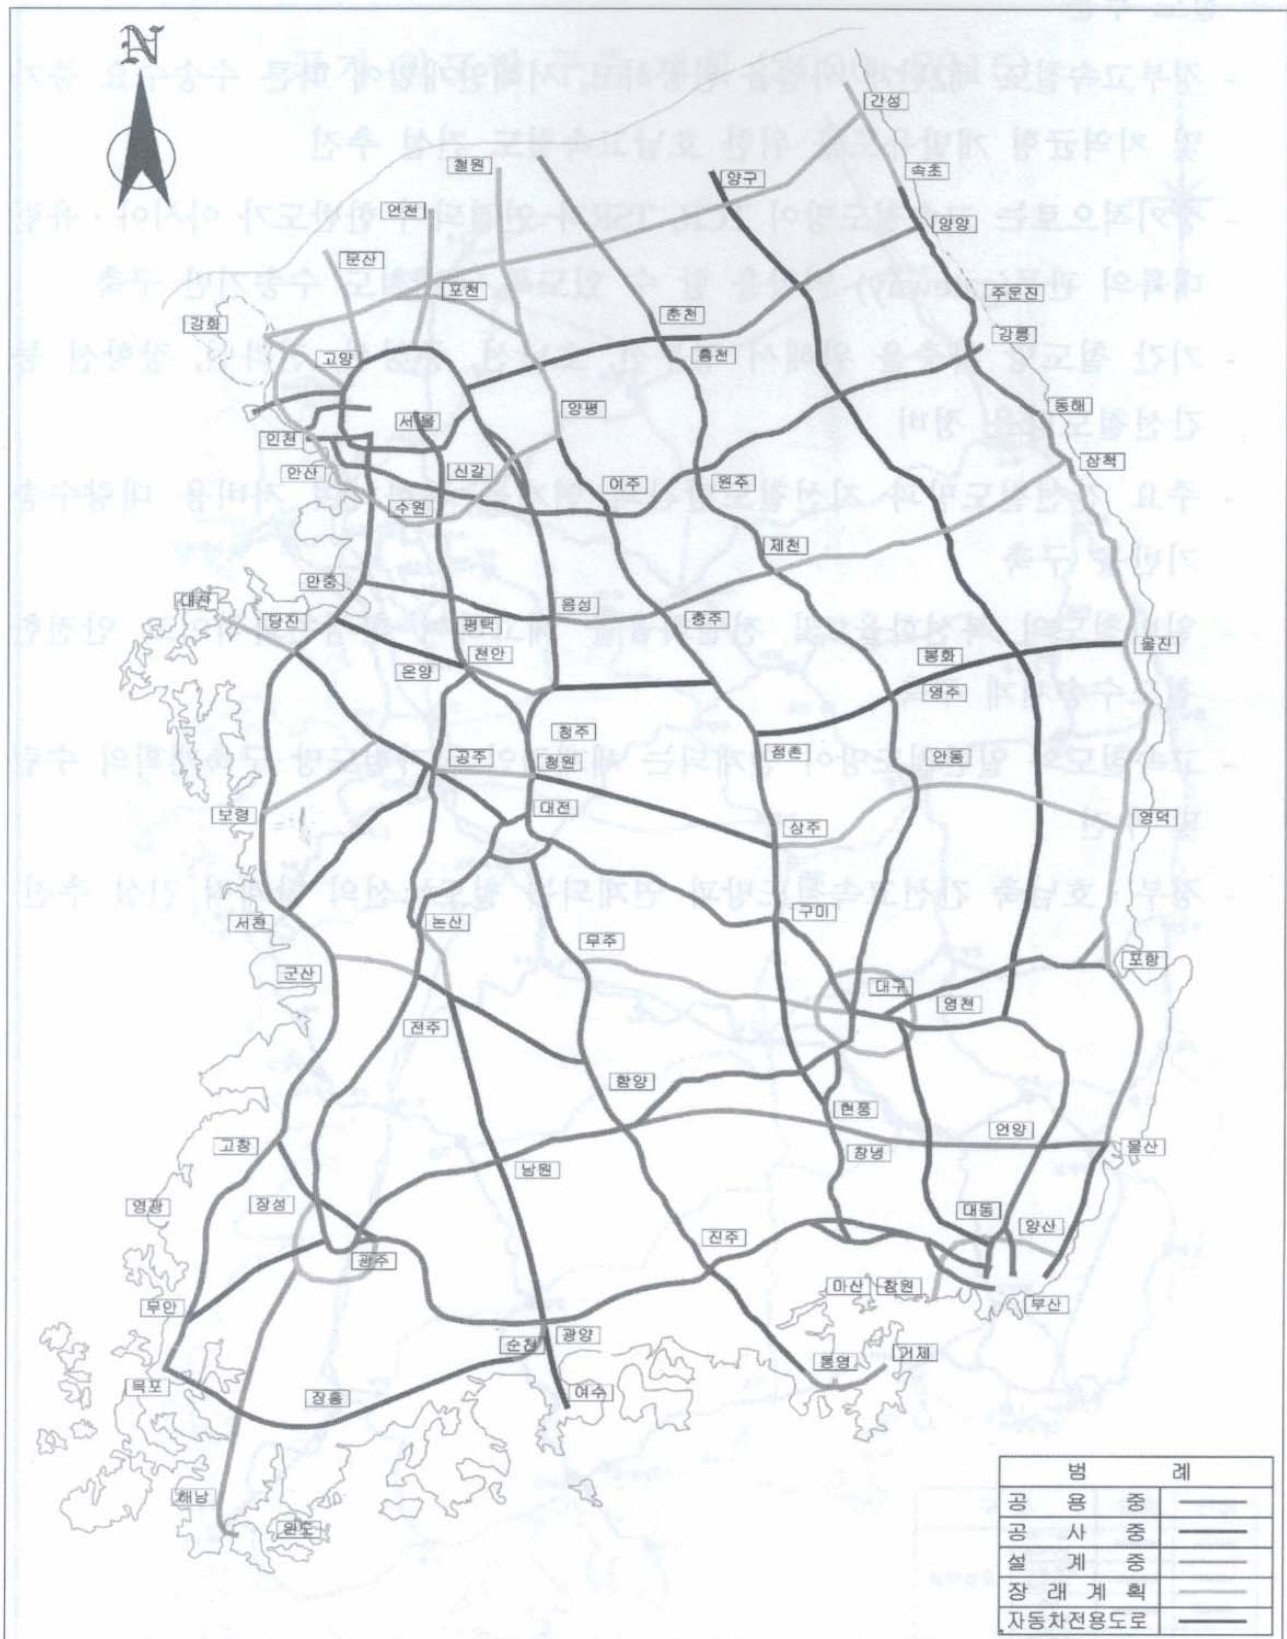 N
간성
철원
양구
속초
연천
양양
문산
포천
주문진
강화
춘천
강릉
홍천
고양
양평
동해
서울
인천
삼척
안산
신갈
여주
원주
수원
제천
안중
대산
음성
당진
평택
충주
울진
천안
봉화
온양
영주
청주
점촌
안동
공주
청원
대전
보령
상주
영덕
서천
논산
구미
무주
군산
포항
대구
영천
전주
함양
현풍
언양
고창
창녕
울산
남원
영광
장성
대동
양산
진주
광주
마산
창원
무안
부산
광양
순천
거제
통영
목포
장흥
여수
해남
완도
범 례
공 용 중
공 사 중
설 계 중
장 래 계 획
자동차전용도로